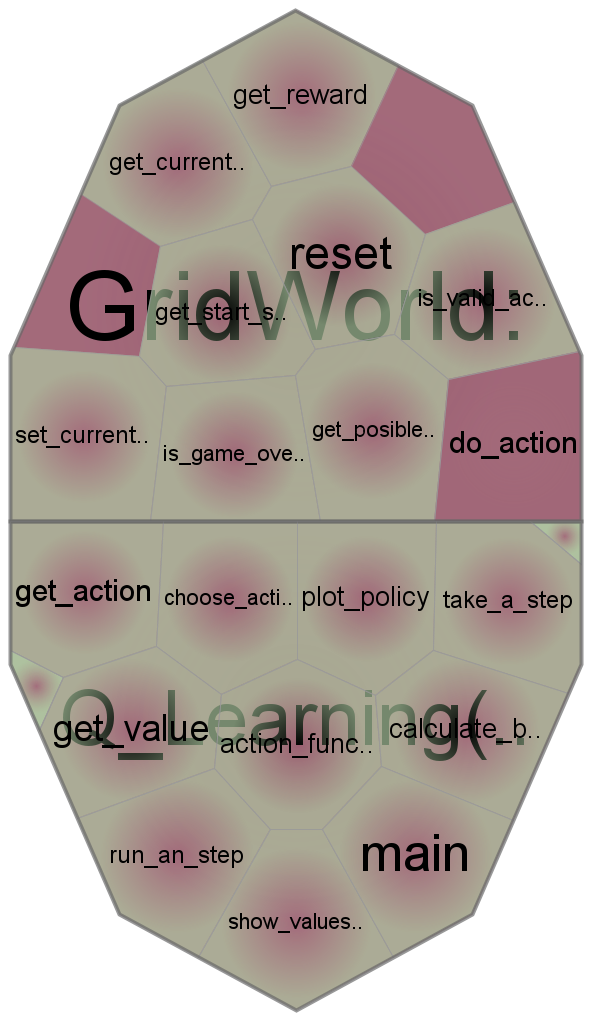 get_reward
get_current..
reset
GridWorld:
is_valid_ac..
get_start_s..
set_current..
is_game_ove..
get_posible..
do_action
get_action
choose_acti..
plot_policy
take_a_step
Q_Learning(..
get_value
action_func..
calculate_b..
run_an_step
main
show_values..